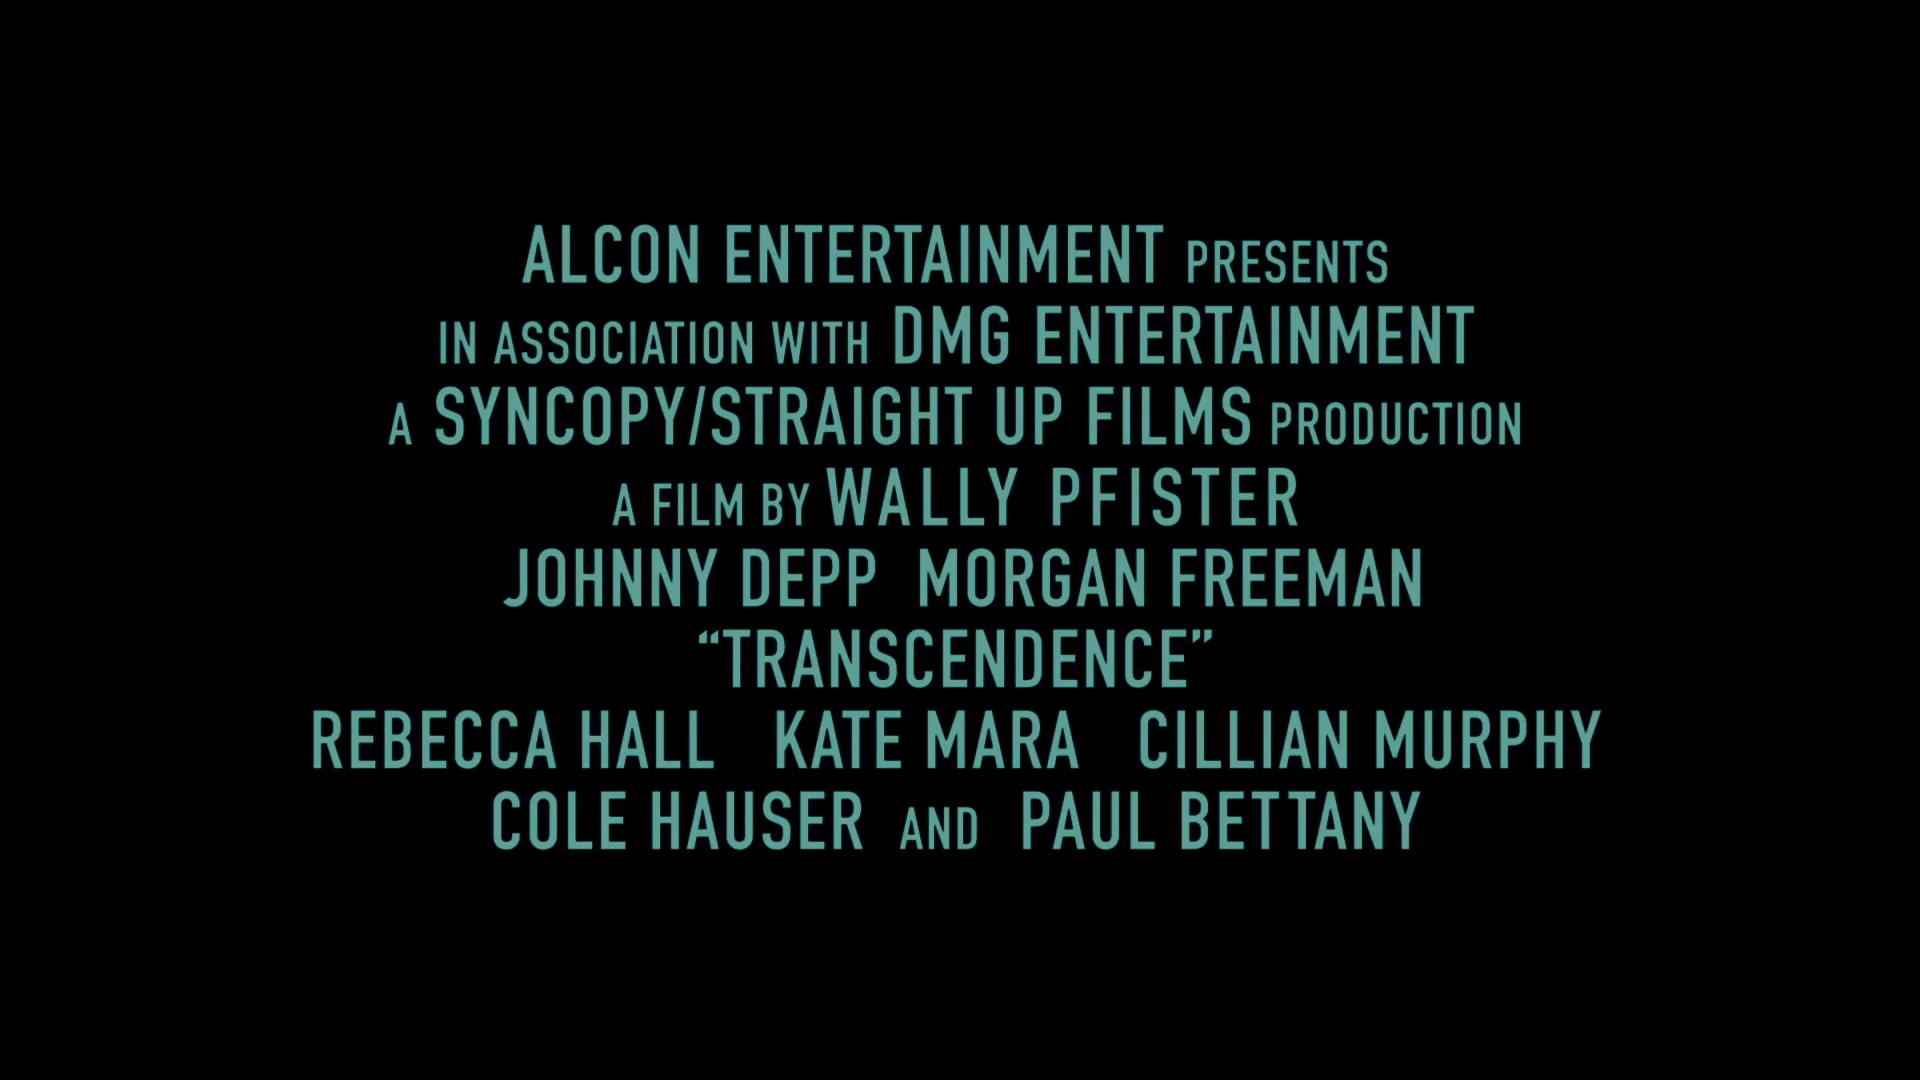 ALCON ENTERTAINMENT PRESENTS
IN ASSOCIATION WITH DMG ENTERTAINMENT
A SYNCOPY/STRAIGHT UP FILMS PRODUCTION
A FILM BY WALLY PFISTER
JOHNNY DEPP MORGAN FREEMAN
“TRANSCENDENCE”
REBECCA HALL KATE MARA CILLIAN MURPHY
COLE HAUSER AND PAUL BETTANY